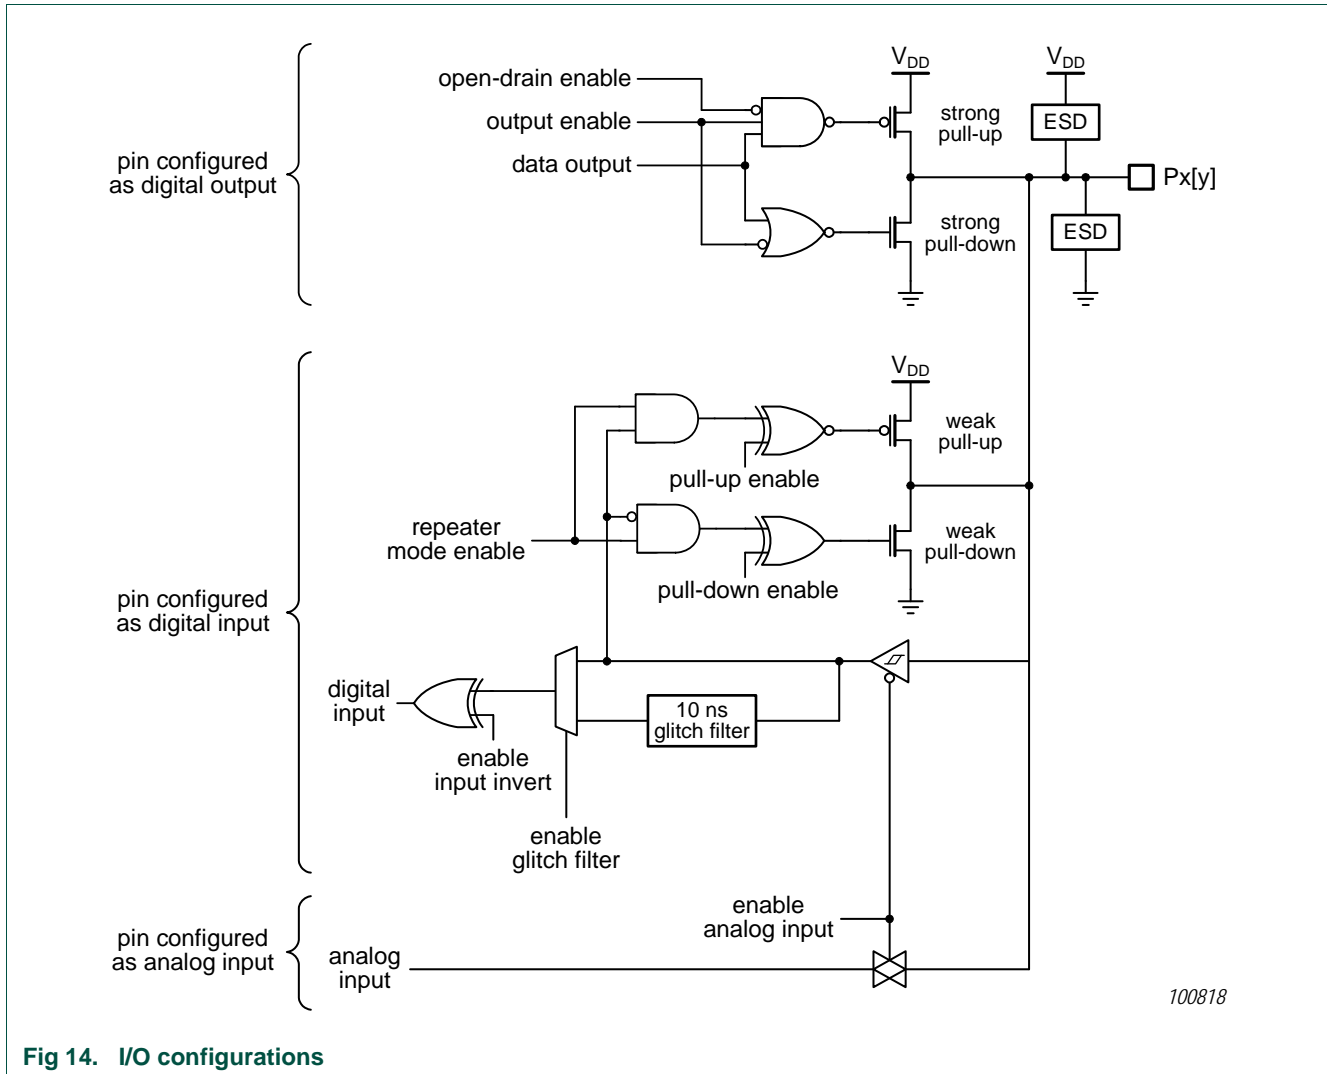 V_DD
V_DD
open-drain enable
output enable
data output
strong
pull-up
ESD
pin configured
as digital output
Px[y]
strong
pull-down
ESD
V_DD
weak
pull-up
pull-up enable
repeater
mode enable
weak
pull-down
pull-down enable
pin configured
as digital input
digital
input
10 ns
glitch filter
enable
input invert
enable
glitch filter
enable
analog input
pin configured
as analog input
analog
input
100818
Fig 14. I/O configurations